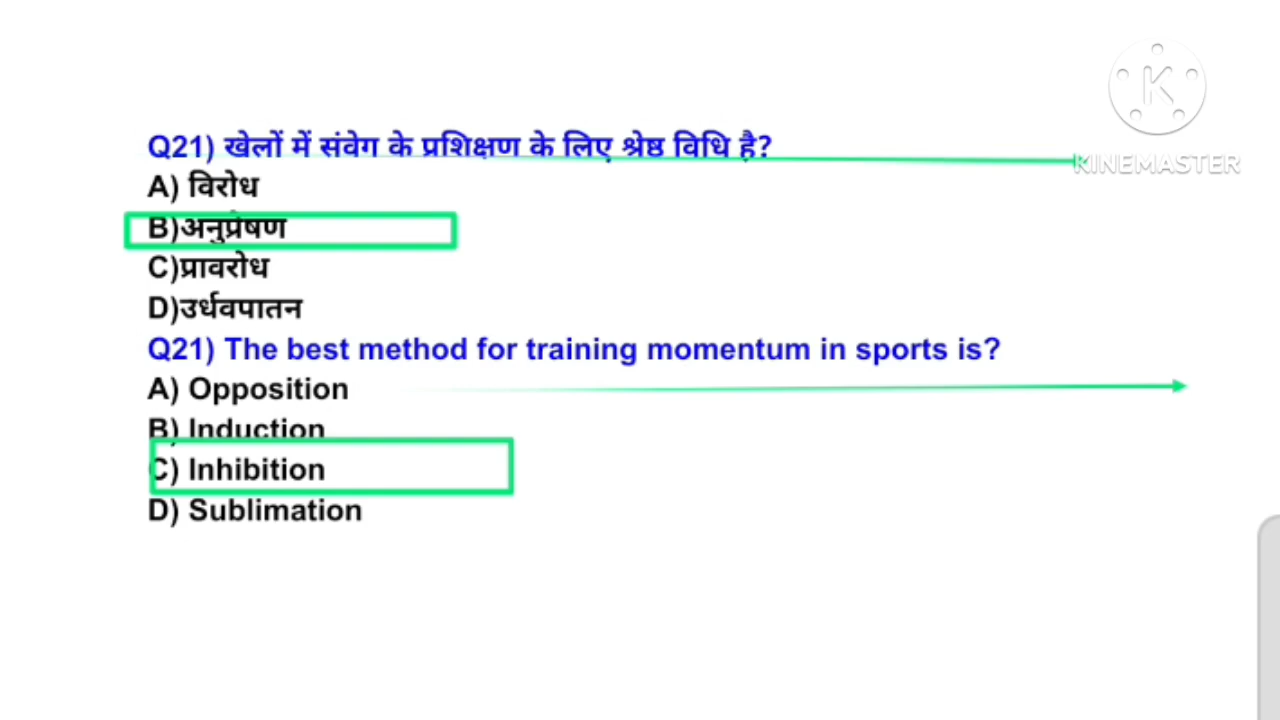 KINEMASTER
Q21) खेलों में संवेग के प्रशिक्षण के लिए श्रेष्ठ विधि है?
A) विरोध
B)अनुप्रेषण
C)प्रावरोध
D)उर्धवपातन
Q21) The best method for training momentum in sports is?
A) Opposition
B) Induction
C) Inhibition
D) Sublimation